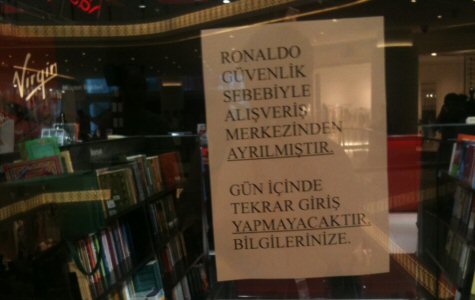 Virgin
RONALDO
GÜVENLİK
SEBEBİYLE
ALIŞVERİŞ
MERKEZİNDEN
AYRILMIŞTIR.
GÜN İÇİNDE
TEKRAR GİRİŞ
YAPMAYACAKTIR.
BİLGİLERİNİZE.